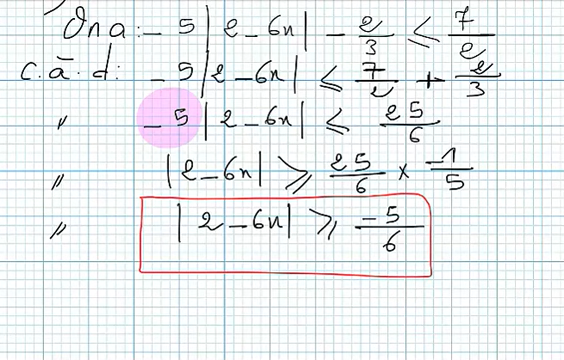 On a: - 5 |2 - 6x| - 2/3 ≤ 7/2
c.à.d: - 5 |2 - 6x| ≤ 7/2 + 2/3
〃 - 5 |2 - 6x| ≤ 25/6
〃 |2 - 6x| ≥ 25/6 × -1/5
〃 |2 - 6x| ≥ -5/6